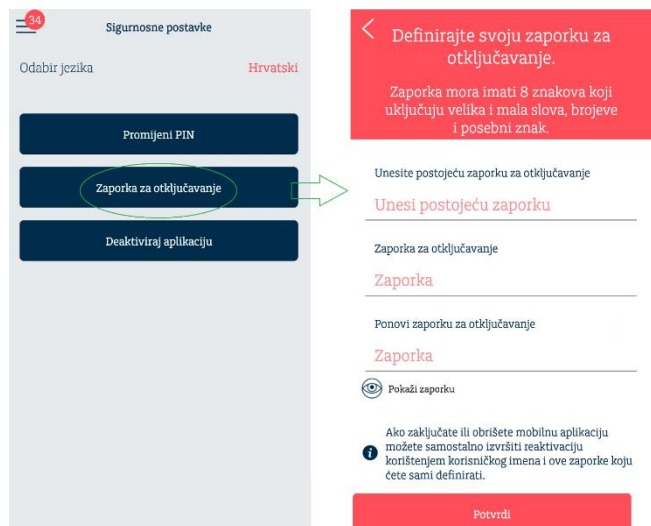 34
Sigurnosne postavke
Odabir jezika
Hrvatski
Promijeni PIN
Zaporka za otključavanje
Deaktiviraj aplikaciju
Definirajte svoju zaporku za
otključavanje.
Zaporka mora imati 8 znakova koji
uključuju velika i mala slova, brojeve
i posebni znak.
Unesite postojeću zaporku za otključavanje
Unesi postojeću zaporku
Zaporka za otključavanje
Zaporka
Ponovi zaporku za otključavanje
Zaporka
Pokaži zaporku
Ako zaključate ili obrišete mobilnu aplikaciju
možete samostalno izvršiti reaktivaciju
korištenjem korisničkog imena i ove zaporke koju
ćete sami definirati.
Potvrdi